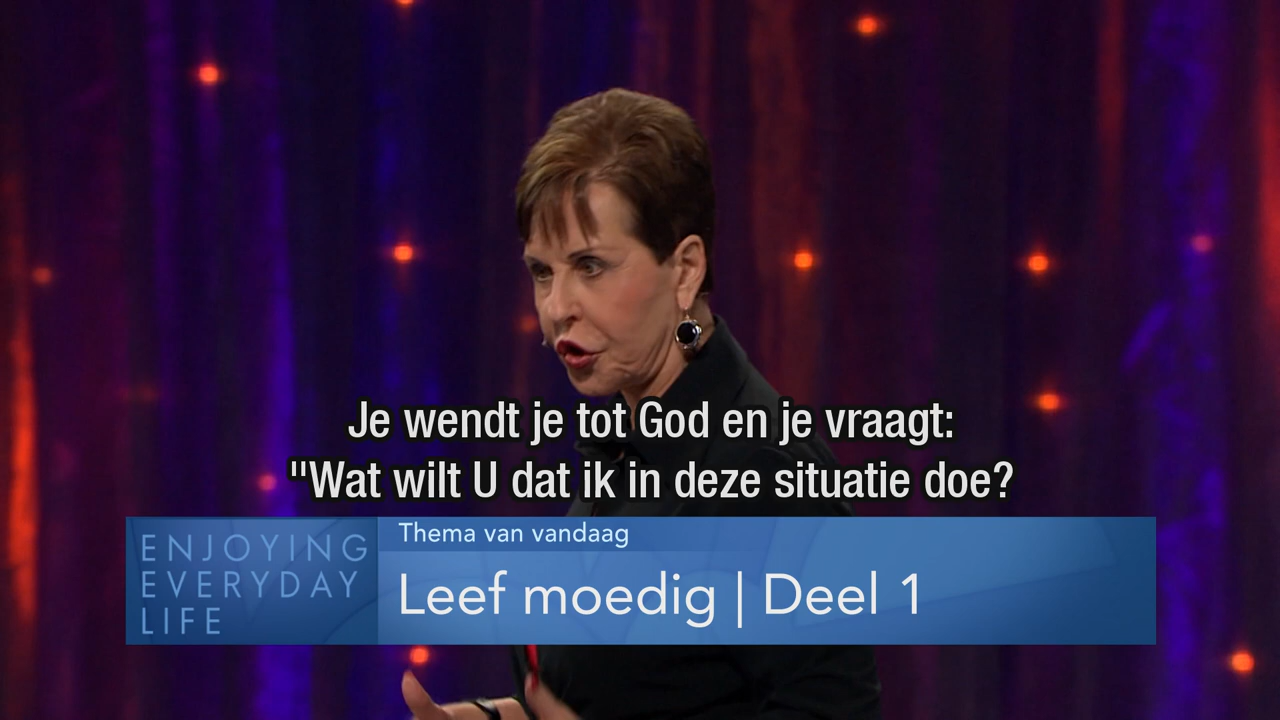 Je wendt je tot God en je vraagt:
"Wat wilt U dat ik in deze situatie doe?
ENJOYING
EVERYDAY
LIFE
Thema van vandaag
Leef moedig | Deel 1